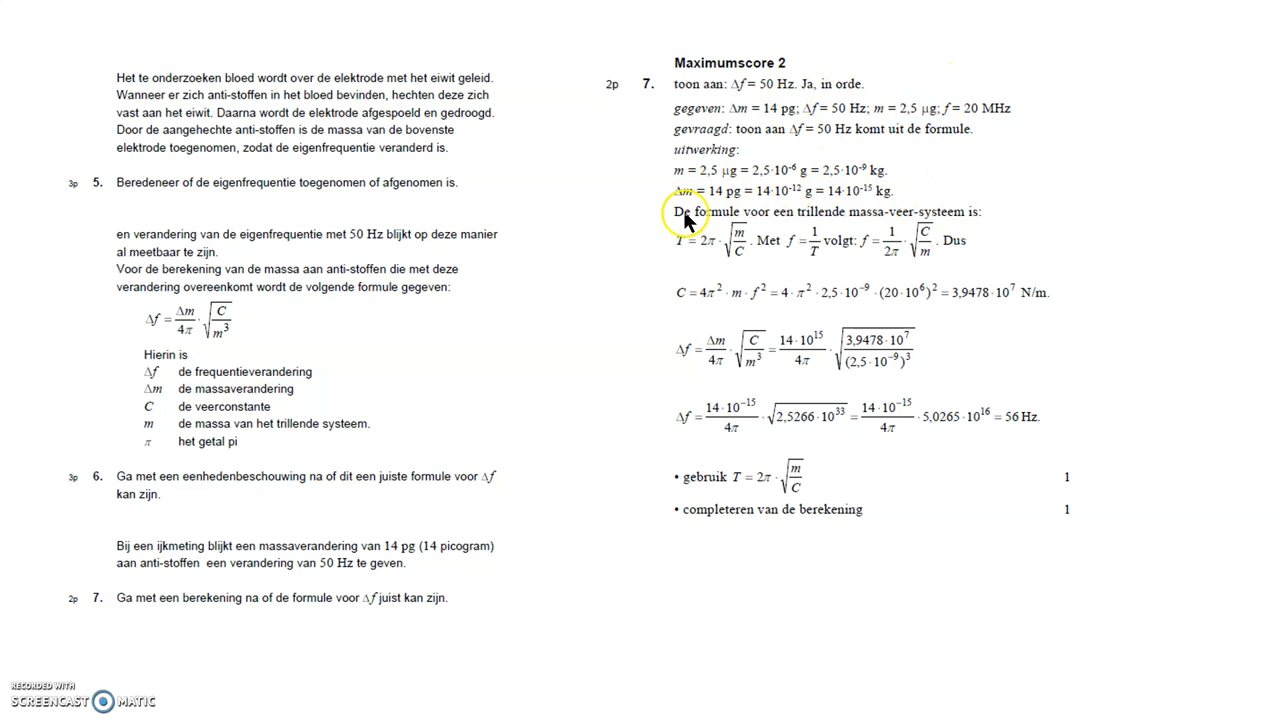 Het te onderzoeken bloed wordt over de elektrode met het eiwit geleid.
Wanneer er zich anti-stoffen in het bloed bevinden, hechten deze zich
vast aan het eiwit. Daarna wordt de elektrode afgespoeld en gedroogd.
Door de aangehechte anti-stoffen is de massa van de bovenste
elektrode toegenomen, zodat de eigenfrequentie veranderd is.
3p 5. Beredeneer of de eigenfrequentie toegenomen of afgenomen is.
en verandering van de eigenfrequentie met 50 Hz blijkt op deze manier
al meetbaar te zijn.
Voor de berekening van de massa aan anti-stoffen die met deze
verandering overeenkomt wordt de volgende formule gegeven:
Δf = Δm/4π · √(C/m³)
Hierin is
Δf de frequentieverandering
Δm de massaverandering
C de veerconstante
m de massa van het trillende systeem.
π het getal pi
3p 6. Ga met een eenhedenbeschouwing na of dit een juiste formule voor Δf
kan zijn.
Bij een ijkmeting blijkt een massaverandering van 14 pg (14 picogram)
aan anti-stoffen een verandering van 50 Hz te geven.
2p 7. Ga met een berekening na of de formule voor Δf juist kan zijn.
Maximumscore 2
2p 7. toon aan: Δf = 50 Hz. Ja, in orde.
gegeven: Δm = 14 pg; Δf = 50 Hz; m = 2,5 μg; f = 20 MHz
gevraagd: toon aan Δf = 50 Hz komt uit de formule.
uitwerking:
m = 2,5 μg = 2,5·10⁻⁶ g = 2,5·10⁻⁹ kg.
Δm = 14 pg = 14·10⁻¹² g = 14·10⁻¹⁵ kg.
De formule voor een trillende massa-veer-systeem is:
T = 2π · √(m/C) . Met f = 1/T volgt: f = 1/2π · √(C/m) . Dus
C = 4π² · m · f² = 4 · π² · 2,5·10⁻⁹ · (20·10⁶)² = 3,9478·10⁷ N/m.
Δf = Δm/4π · √(C/m³) = 14·10¹⁵/4π · √(3,9478·10⁷/(2,5·10⁻⁹)³)
Δf = 14·10⁻¹⁵/4π · √(2,5266·10³³) = 14·10⁻¹⁵/4π · 5,0265·10¹⁶ = 56 Hz.
• gebruik T = 2π · √(m/C) 1
• completeren van de berekening 1
RECORDED WITH
SCREENCAST MATIC